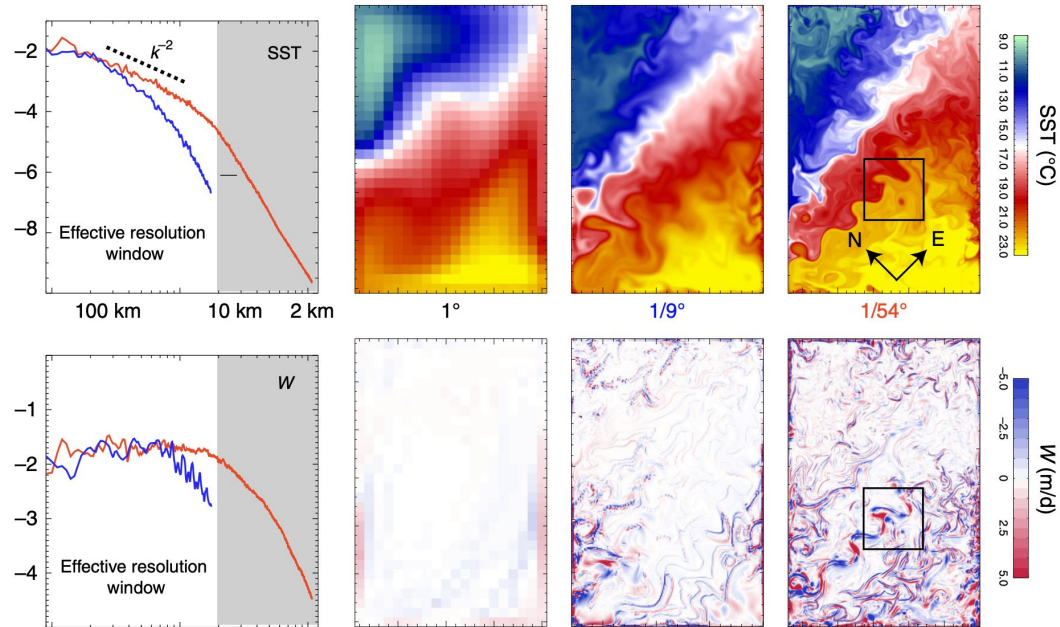 SST
k⁻²
−2
−4
−6
−8
Effective resolution
window
100 km
10 km
2 km
1°
1/9°
1/54°
N
E
9.0
11.0
13.0
15.0
17.0
19.0
21.0
23.0
SST (°C)
W
−1
−2
−3
−4
Effective resolution
window
−5.0
−2.5
0
2.5
5.0
W (m/d)